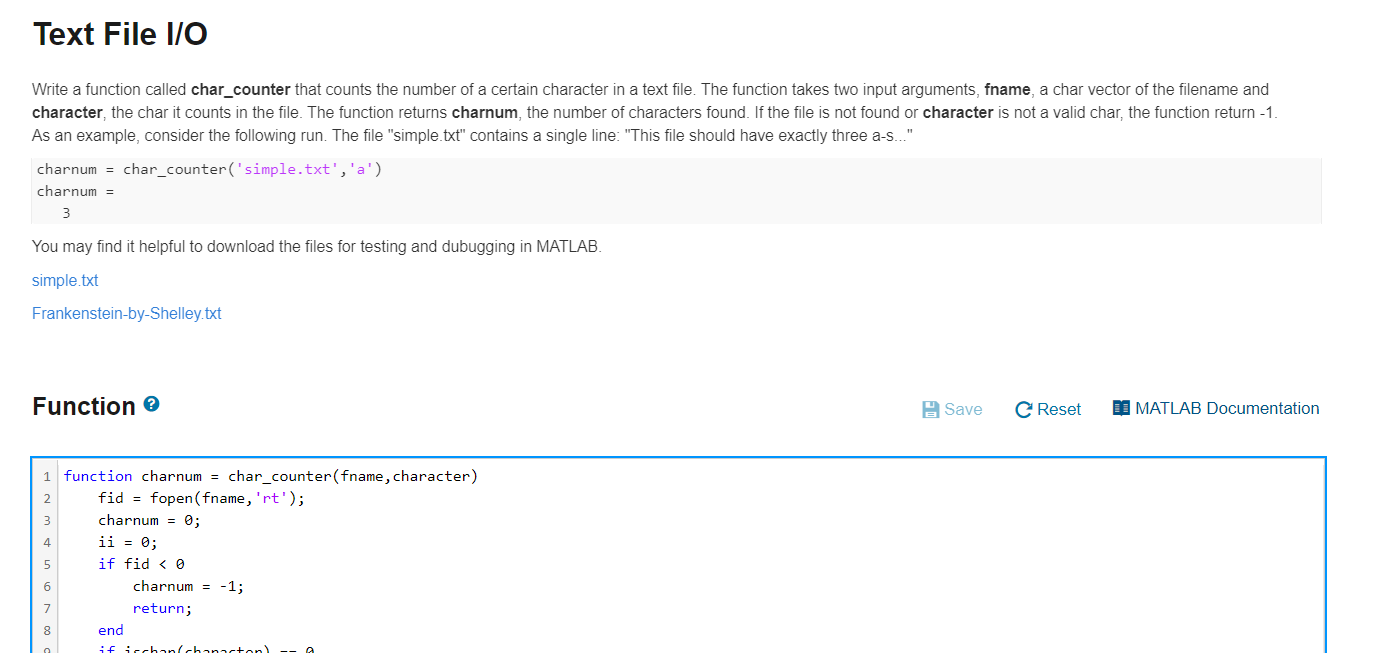 Text File I/O
Write a function called char_counter that counts the number of a certain character in a text file. The function takes two input arguments, fname, a char vector of the filename and
character, the char it counts in the file. The function returns charnum, the number of characters found. If the file is not found or character is not a valid char, the function return -1.
As an example, consider the following run. The file "simple.txt" contains a single line: "This file should have exactly three a-s..."
charnum = char_counter('simple.txt','a')
charnum =
3
You may find it helpful to download the files for testing and dubugging in MATLAB.
simple.txt
Frankenstein-by-Shelley.txt
Function ?
Save Reset MATLAB Documentation
1 function charnum = char_counter(fname,character)
2 fid = fopen(fname,'rt');
3 charnum = 0;
4 ii = 0;
5 if fid < 0
6 charnum = -1;
7 return;
8 end
9 if ischar(character) == 0